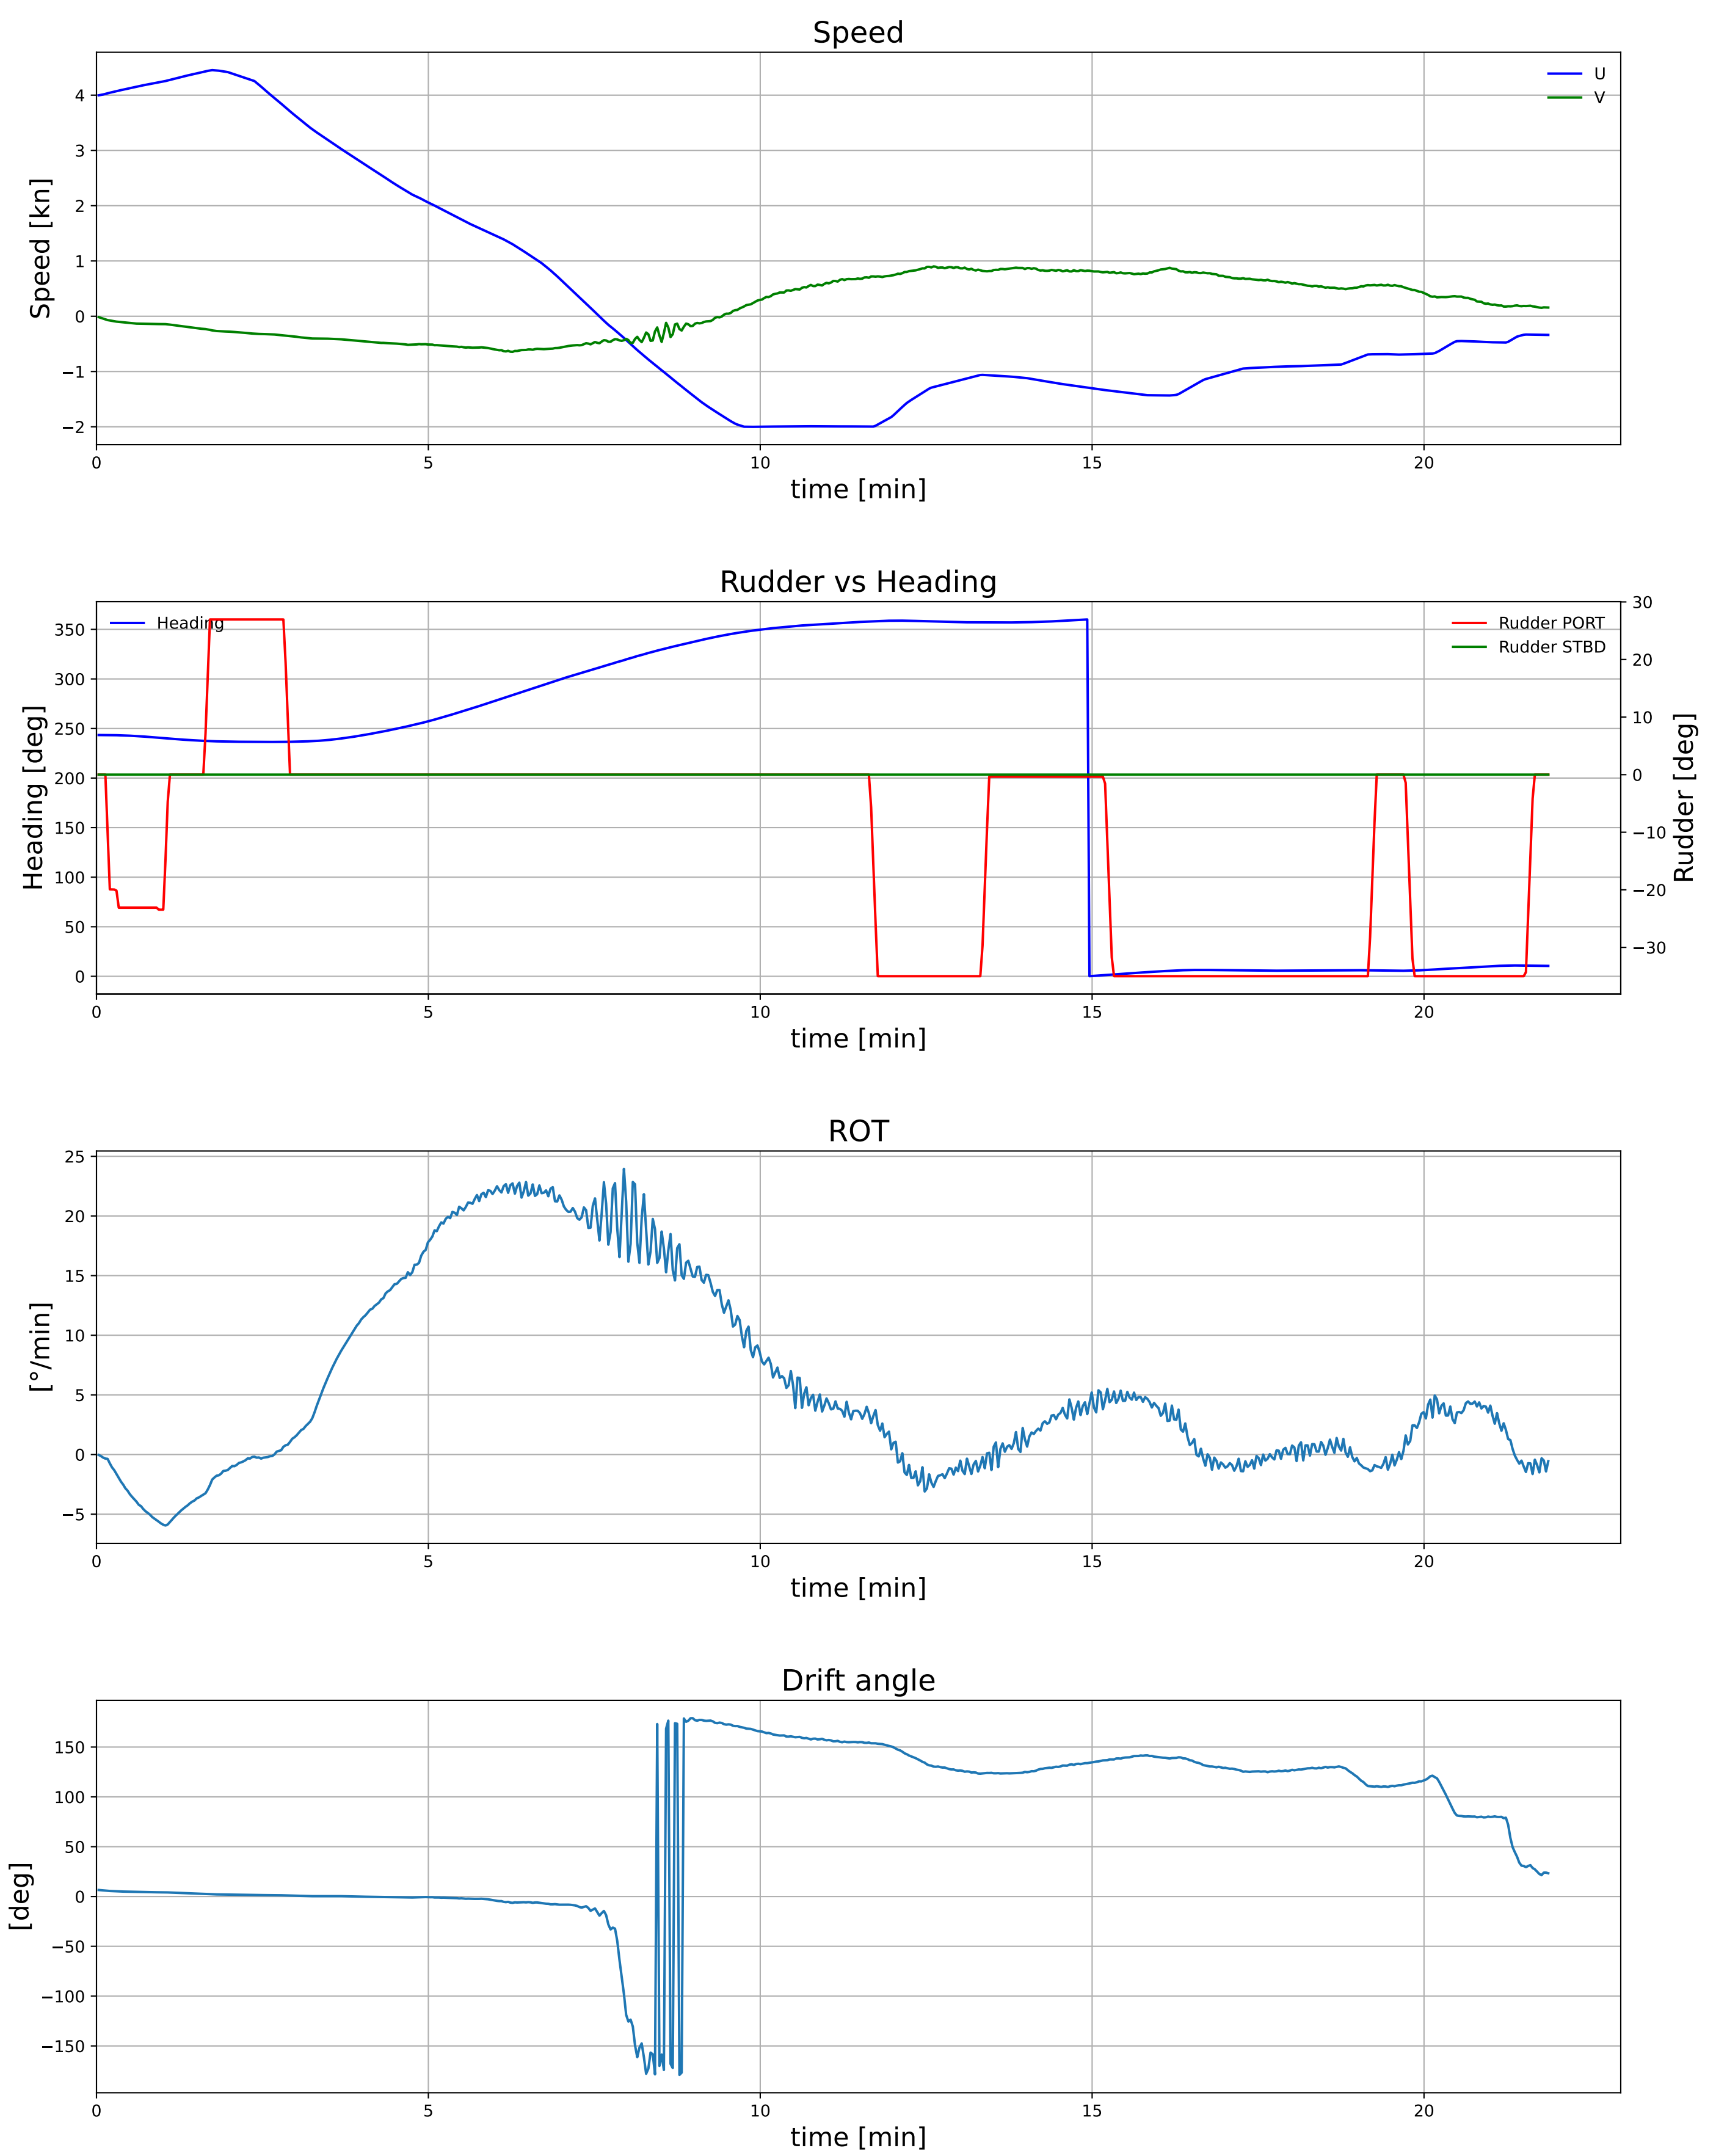 Speed
U
V
4
3
2
1
0
−1
−2
Speed [kn]
0 5 10 15 20
time [min]
Rudder vs Heading
Heading
Rudder PORT
Rudder STBD
350
300
250
200
150
100
50
0
Heading [deg]
30
20
10
0
−10
−20
−30
Rudder [deg]
0 5 10 15 20
time [min]
ROT
25
20
15
10
5
0
−5
[°/min]
0 5 10 15 20
time [min]
Drift angle
150
100
50
0
−50
−100
−150
[deg]
0 5 10 15 20
time [min]